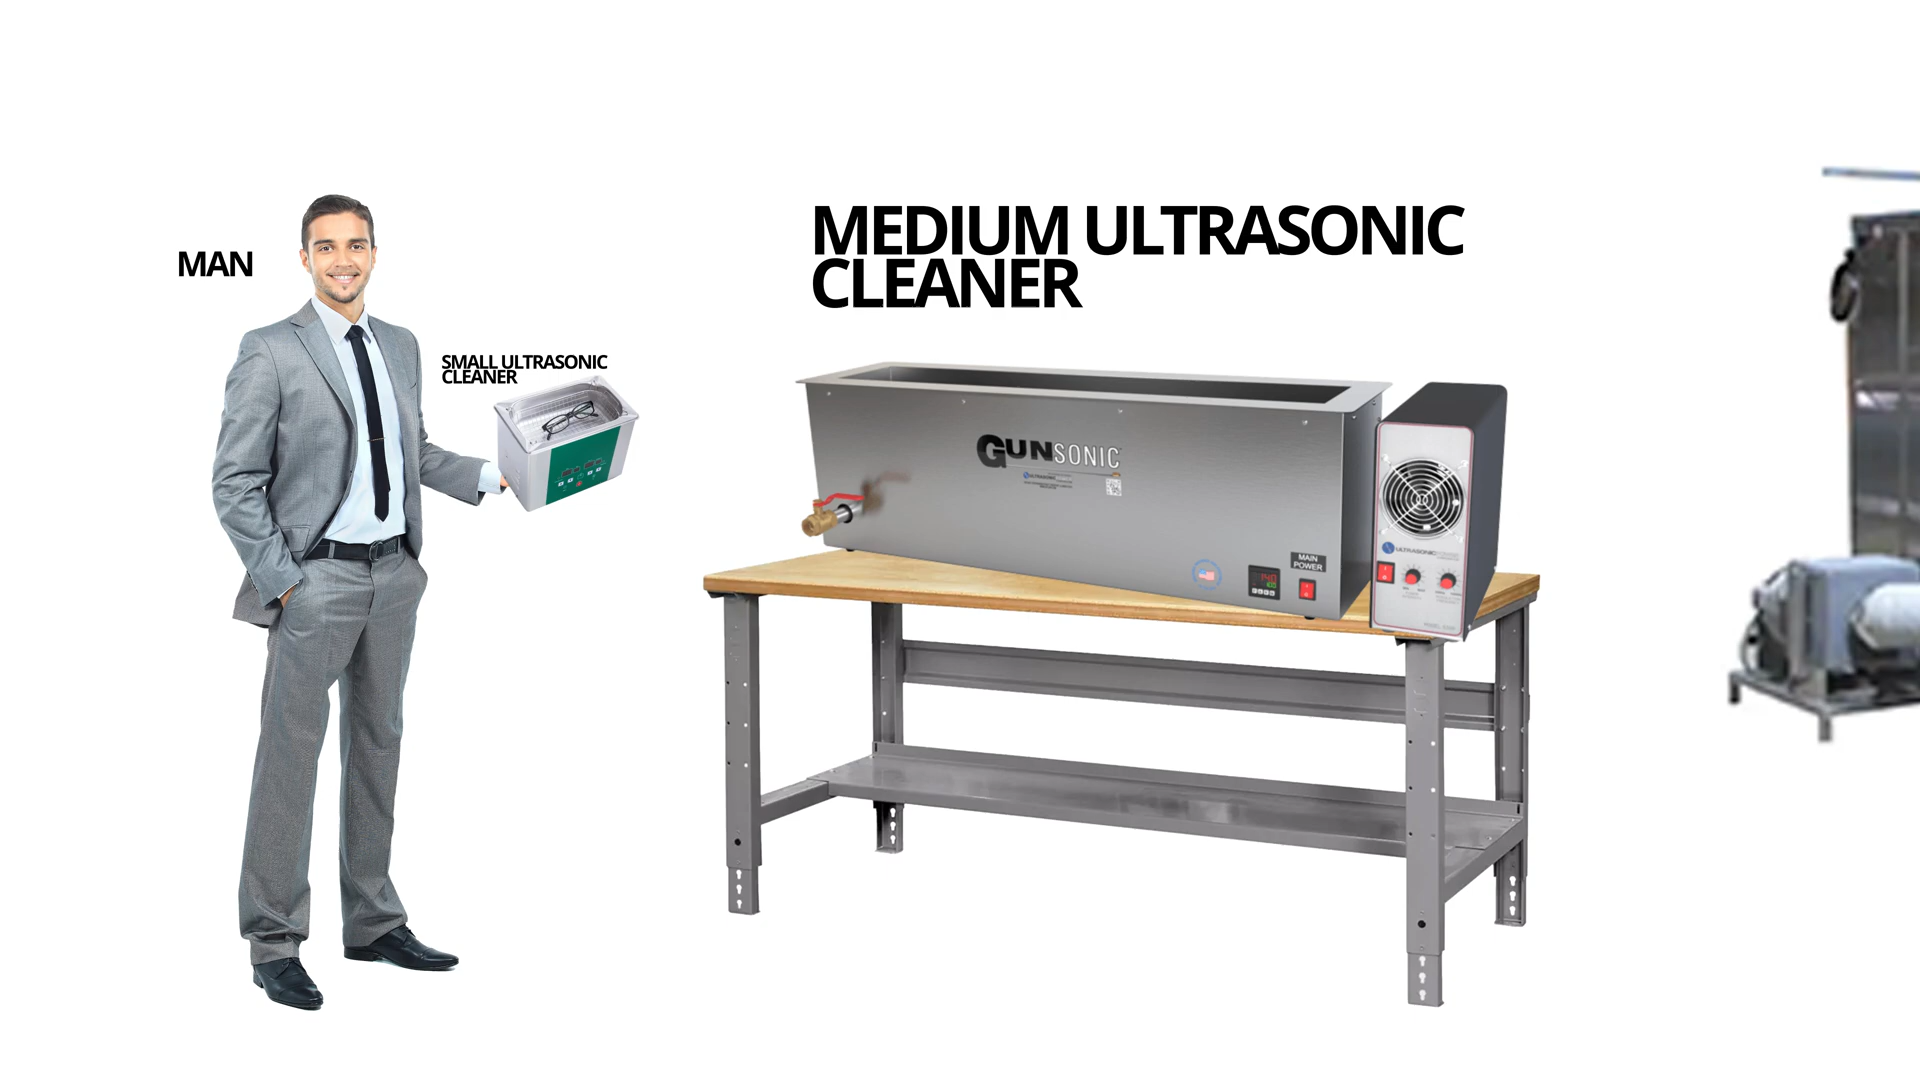 MAN
SMALL ULTRASONIC
CLEANER
MEDIUM ULTRASONIC
CLEANER
GUNSONIC
MAIN
POWER